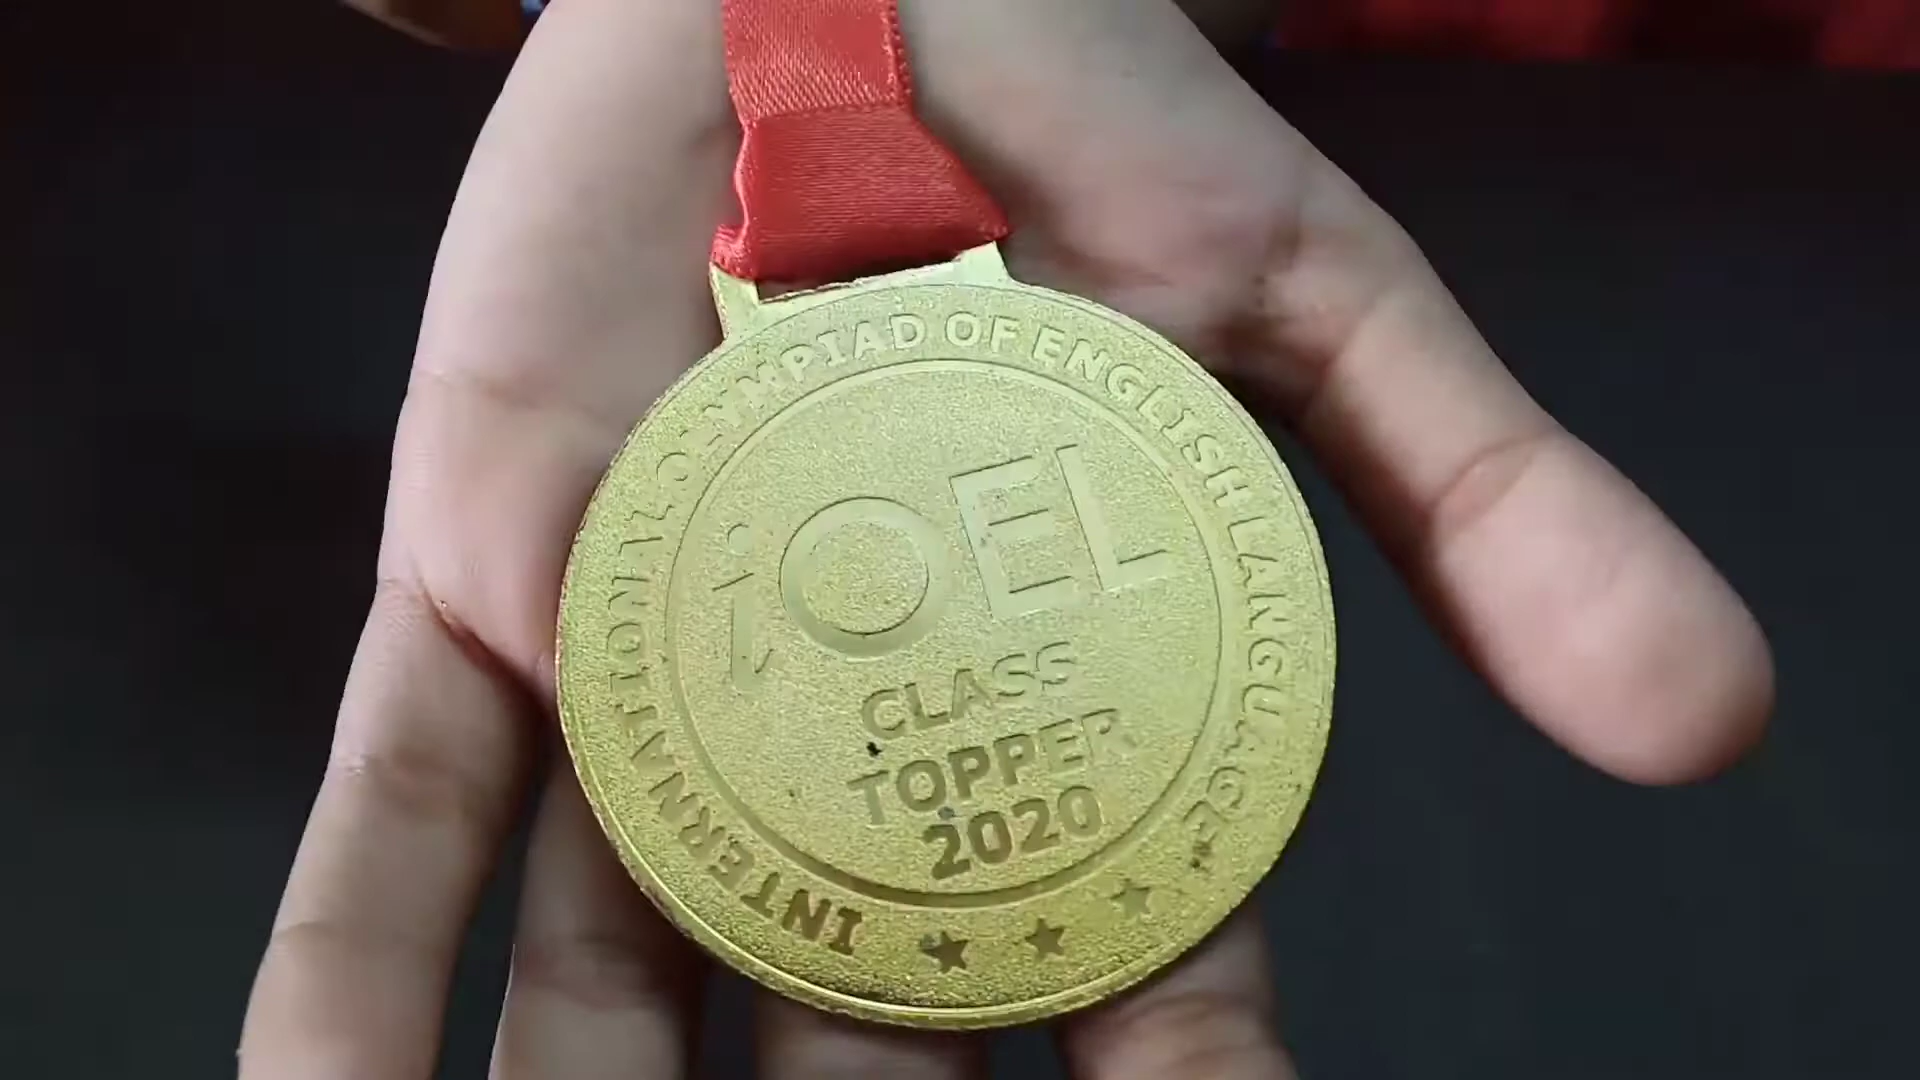 INTERNATIONAL OLYMPIAD OF ENGLISH LANGUAGE
iOEL
CLASS
TOPPER
2020